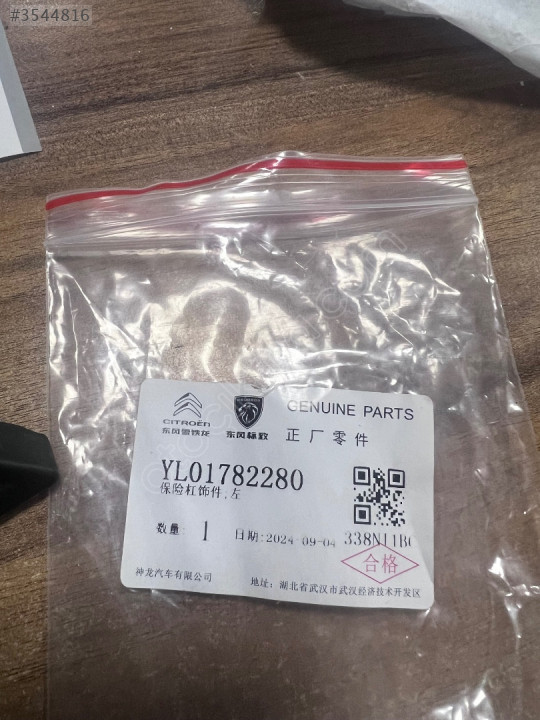 #3544816
GENUINE PARTS
CITROËN
东风雪铁龙
东风标致
正厂零件
YL01782280
保险杠饰件,左
数量: 1
日期:2024-09-04
338NJ1B
合格
神龙汽车有限公司
地址: 湖北省武汉市武汉经济技术开发区